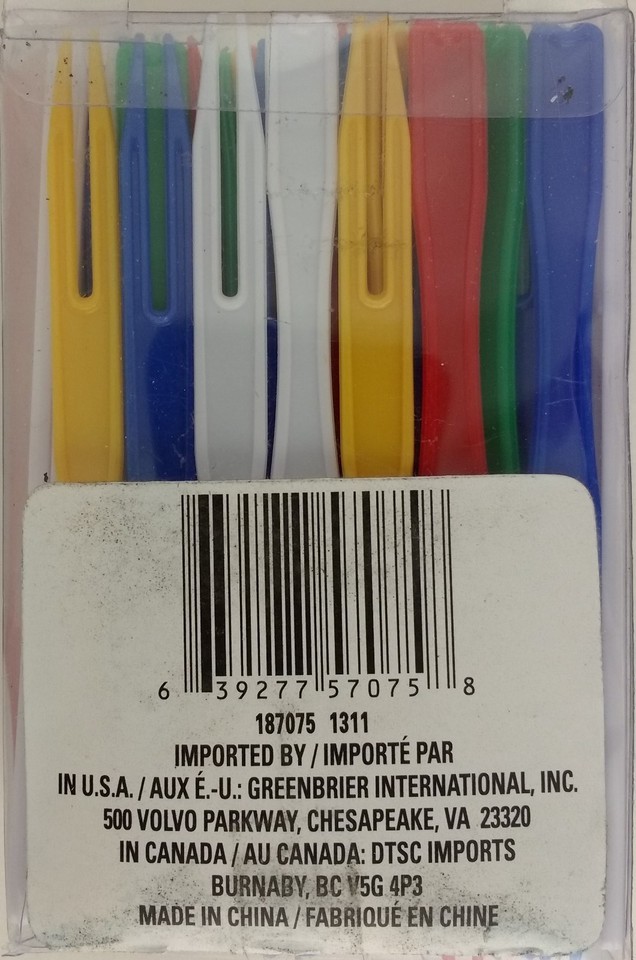 6 39277 57075 8
187075 1311
IMPORTED BY / IMPORTÉ PAR
IN U.S.A. / AUX É.-U.: GREENBRIER INTERNATIONAL, INC.
500 VOLVO PARKWAY, CHESAPEAKE, VA 23320
IN CANADA / AU CANADA: DTSC IMPORTS
BURNABY, BC V5G 4P3
MADE IN CHINA / FABRIQUÉ EN CHINE